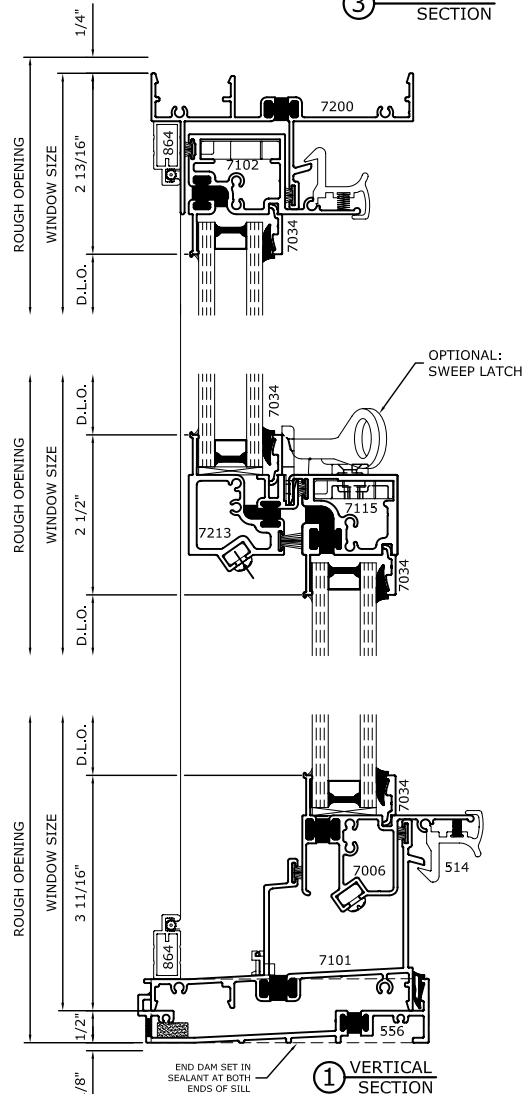 3
SECTION
1/4"
ROUGH OPENING
WINDOW SIZE
2 13/16"
D.L.O.
864
7200
7102
7034
OPTIONAL:
SWEEP LATCH
ROUGH OPENING
WINDOW SIZE
D.L.O.
2 1/2"
D.L.O.
7034
7213
7115
7034
ROUGH OPENING
WINDOW SIZE
D.L.O.
3 11/16"
1/2"
/8"
7034
7006
514
864
7101
556
END DAM SET IN
SEALANT AT BOTH
ENDS OF SILL
1 VERTICAL
SECTION